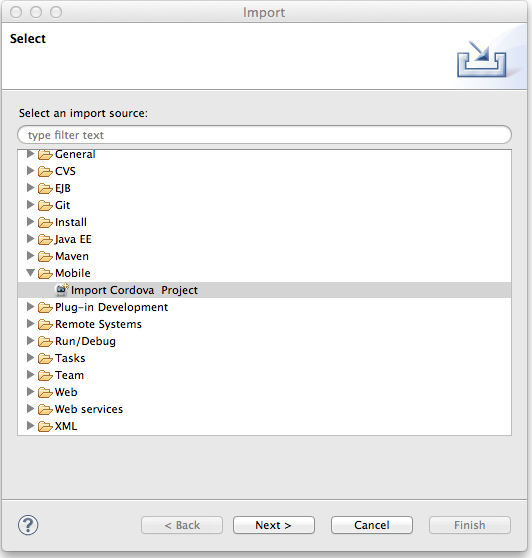 Import
Select
Select an import source:
type filter text
General
CVS
EJB
Git
Install
Java EE
Maven
Mobile
Import Cordova  Project
Plug-in Development
Remote Systems
Run/Debug
Tasks
Team
Web
Web services
XML
?
< Back
Next >
Cancel
Finish